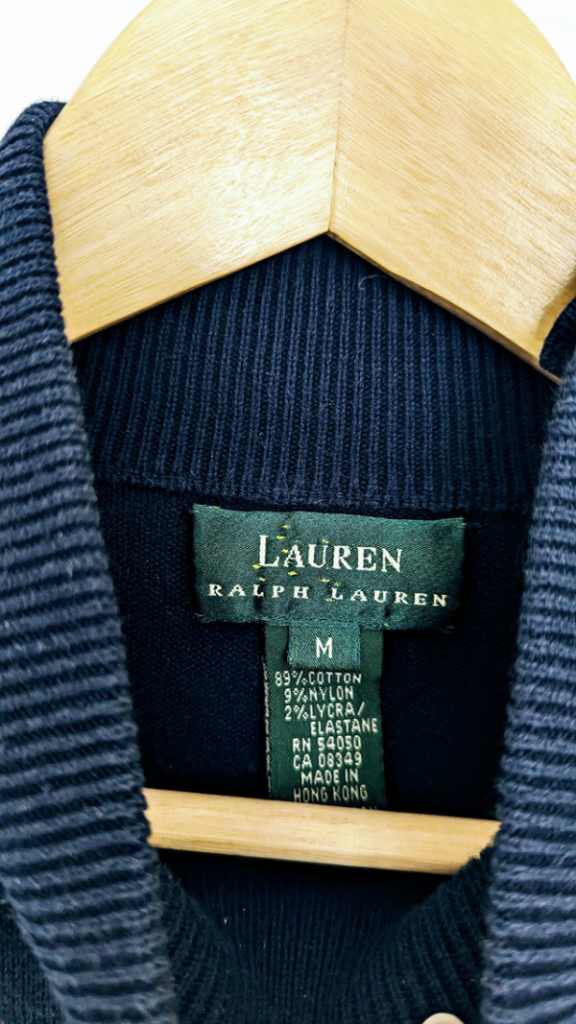 LAUREN
RALPH LAUREN
M
89%COTTON
9%NYLON
2%LYCRA/
ELASTANE
RN 54050
CA 08349
MADE IN
HONG KONG